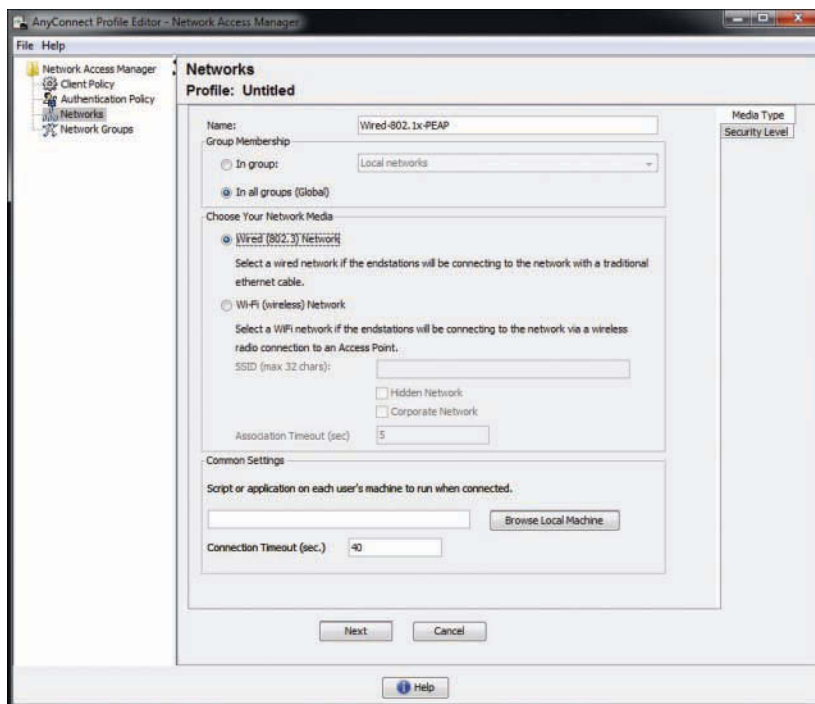 AnyConnect Profile Editor - Network Access Manager
File Help
Network Access Manager
Client Policy
Authentication Policy
Networks
Network Groups
Networks
Profile: Untitled
Media Type
Security Level
Name: Wired-802.1x-PEAP
Group Membership
In group: Local networks
In all groups (Global)
Choose Your Network Media
Wired (802.3) Network
Select a wired network if the endstations will be connecting to the network with a traditional
ethernet cable.
Wi-Fi (wireless) Network
Select a WiFi network if the endstations will be connecting to the network via a wireless
radio connection to an Access Point.
SSID (max 32 chars):
Hidden Network
Corporate Network
Association Timeout (sec) 5
Common Settings
Script or application on each user's machine to run when connected.
Browse Local Machine
Connection Timeout (sec.) 40
Next Cancel
Help